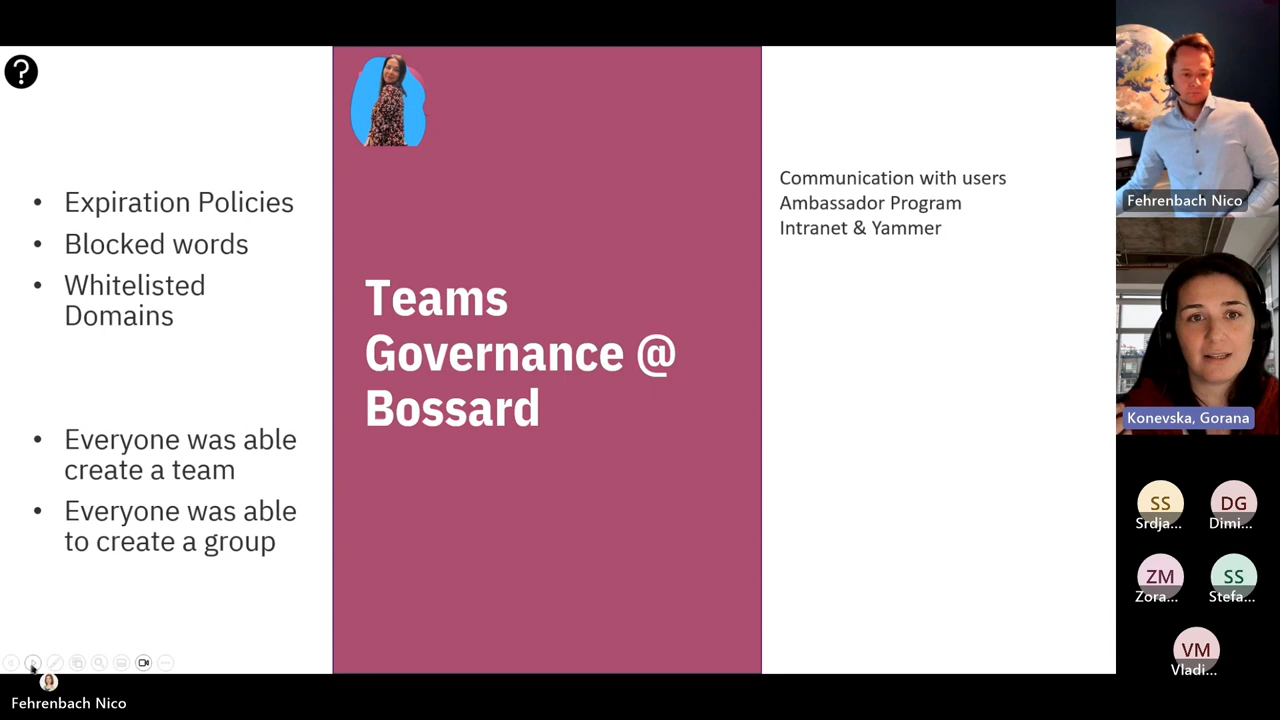 ?
• Expiration Policies
• Blocked words
• Whitelisted
Domains
• Everyone was able
create a team
• Everyone was able
to create a group
Teams
Governance @
Bossard
Communication with users
Ambassador Program
Intranet & Yammer
Fehrenbach Nico
Konevska, Gorana
SS
Srdja...
DG
Dimi...
ZM
Zora...
SS
Stefa...
VM
Vladi...
Fehrenbach Nico